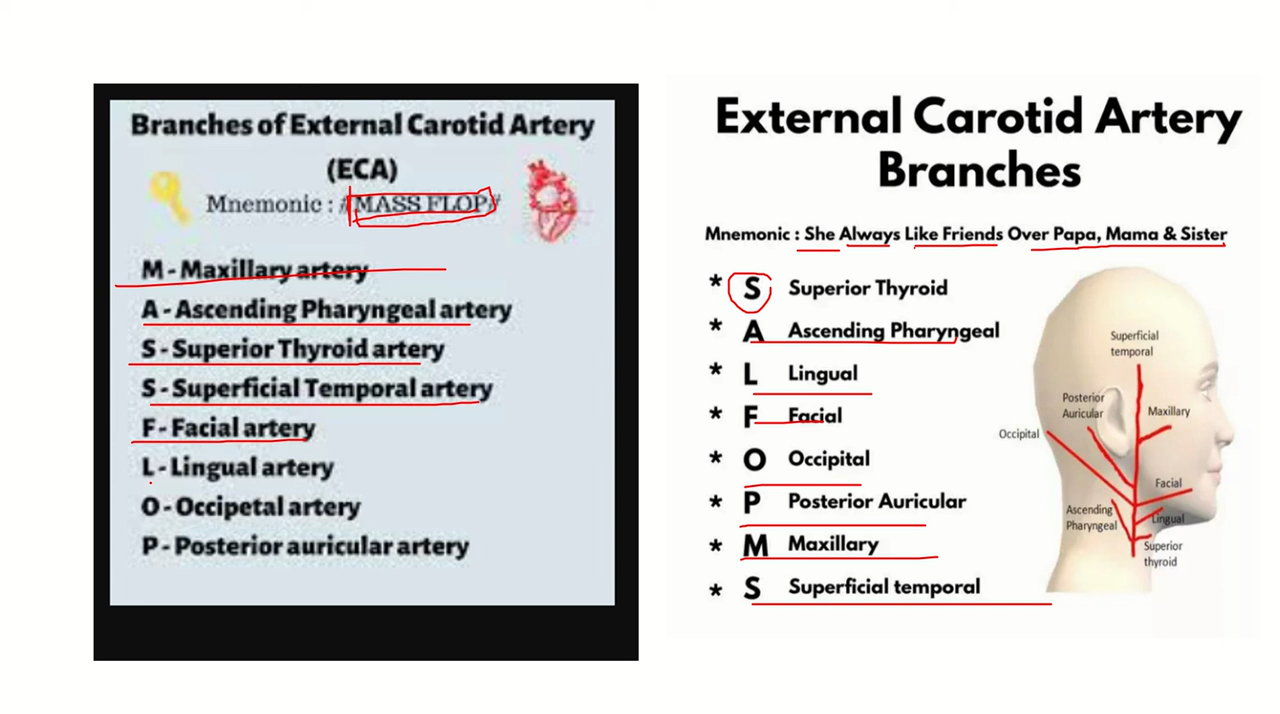 Branches of External Carotid Artery
(ECA)
Mnemonic : #MASS FLOP#
M - Maxillary artery
A - Ascending Pharyngeal artery
S - Superior Thyroid artery
S - Superficial Temporal artery
F - Facial artery
L - Lingual artery
O - Occipetal artery
P - Posterior auricular artery
External Carotid Artery
Branches
Mnemonic : She Always Like Friends Over Papa, Mama & Sister
* S Superior Thyroid
* A Ascending Pharyngeal
* L Lingual
* F Facial
* O Occipital
* P Posterior Auricular
* M Maxillary
* S Superficial temporal
Superficial
temporal
Posterior
Auricular
Maxillary
Occipital
Facial
Ascending
Pharyngeal
Lingual
Superior
thyroid